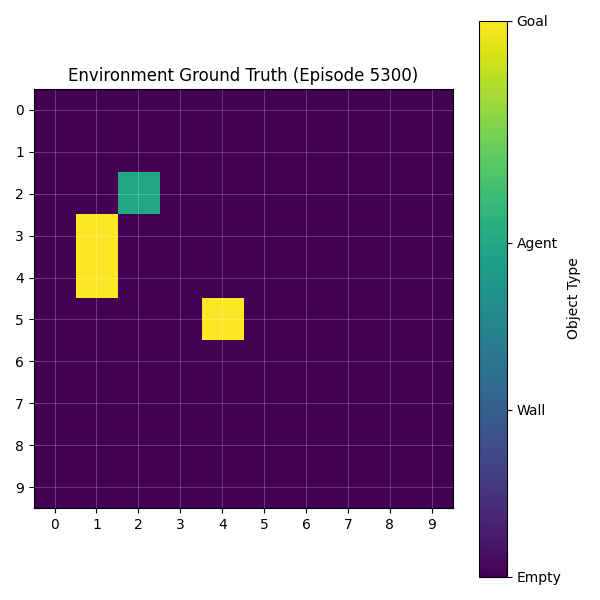 Environment Ground Truth (Episode 5300)
0
1
2
3
4
5
6
7
8
9
0 1 2 3 4 5 6 7 8 9
Goal
Agent
Wall
Empty
Object Type